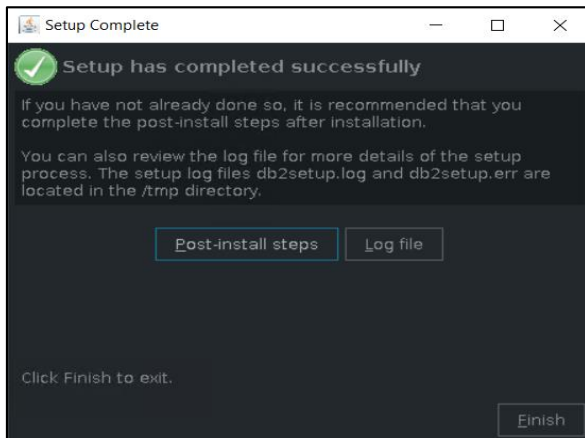 Setup Complete
Setup has completed successfully
If you have not already done so, it is recommended that you
complete the post-install steps after installation.
You can also review the log file for more details of the setup
process. The setup log files db2setup.log and db2setup.err are
located in the /tmp directory.
Post-install steps
Log file
Click Finish to exit.
Finish